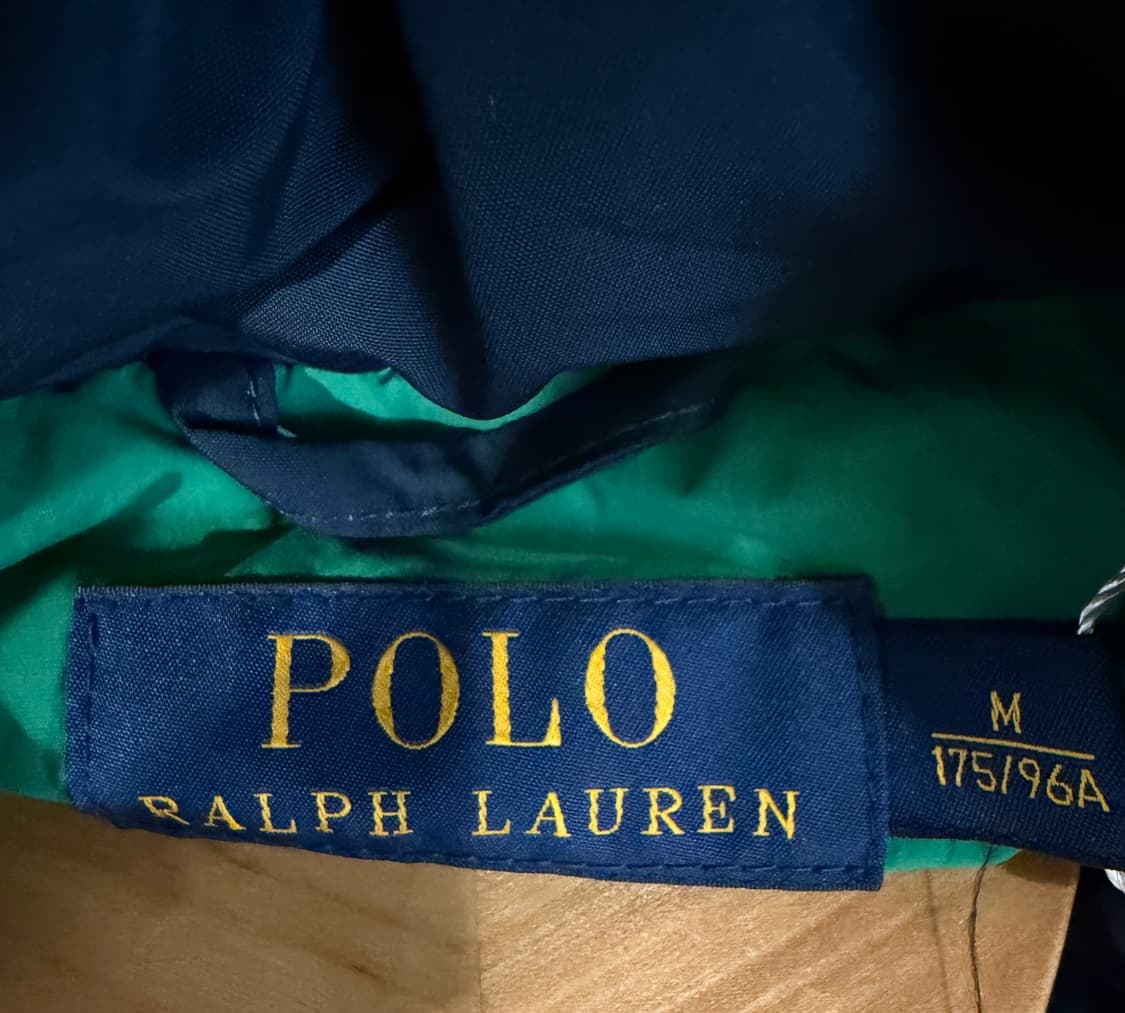 POLO
RALPH LAUREN
M
175/96A